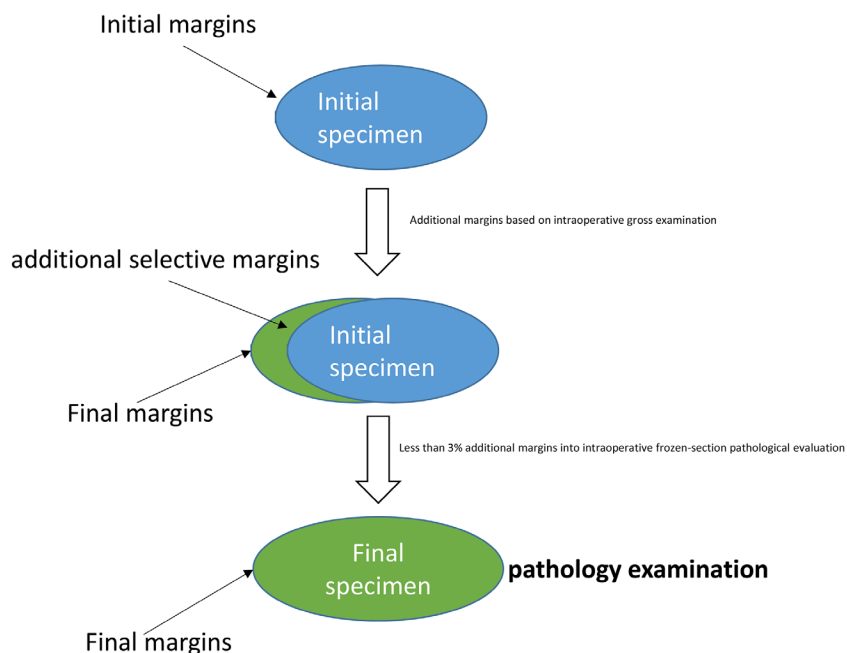 Initial margins
Initial
specimen
Additional margins based on intraoperative gross examination
additional selective margins
Initial
specimen
Final margins
Less than 3% additional margins into intraoperative frozen-section pathological evaluation
Final
specimen
pathology examination
Final margins